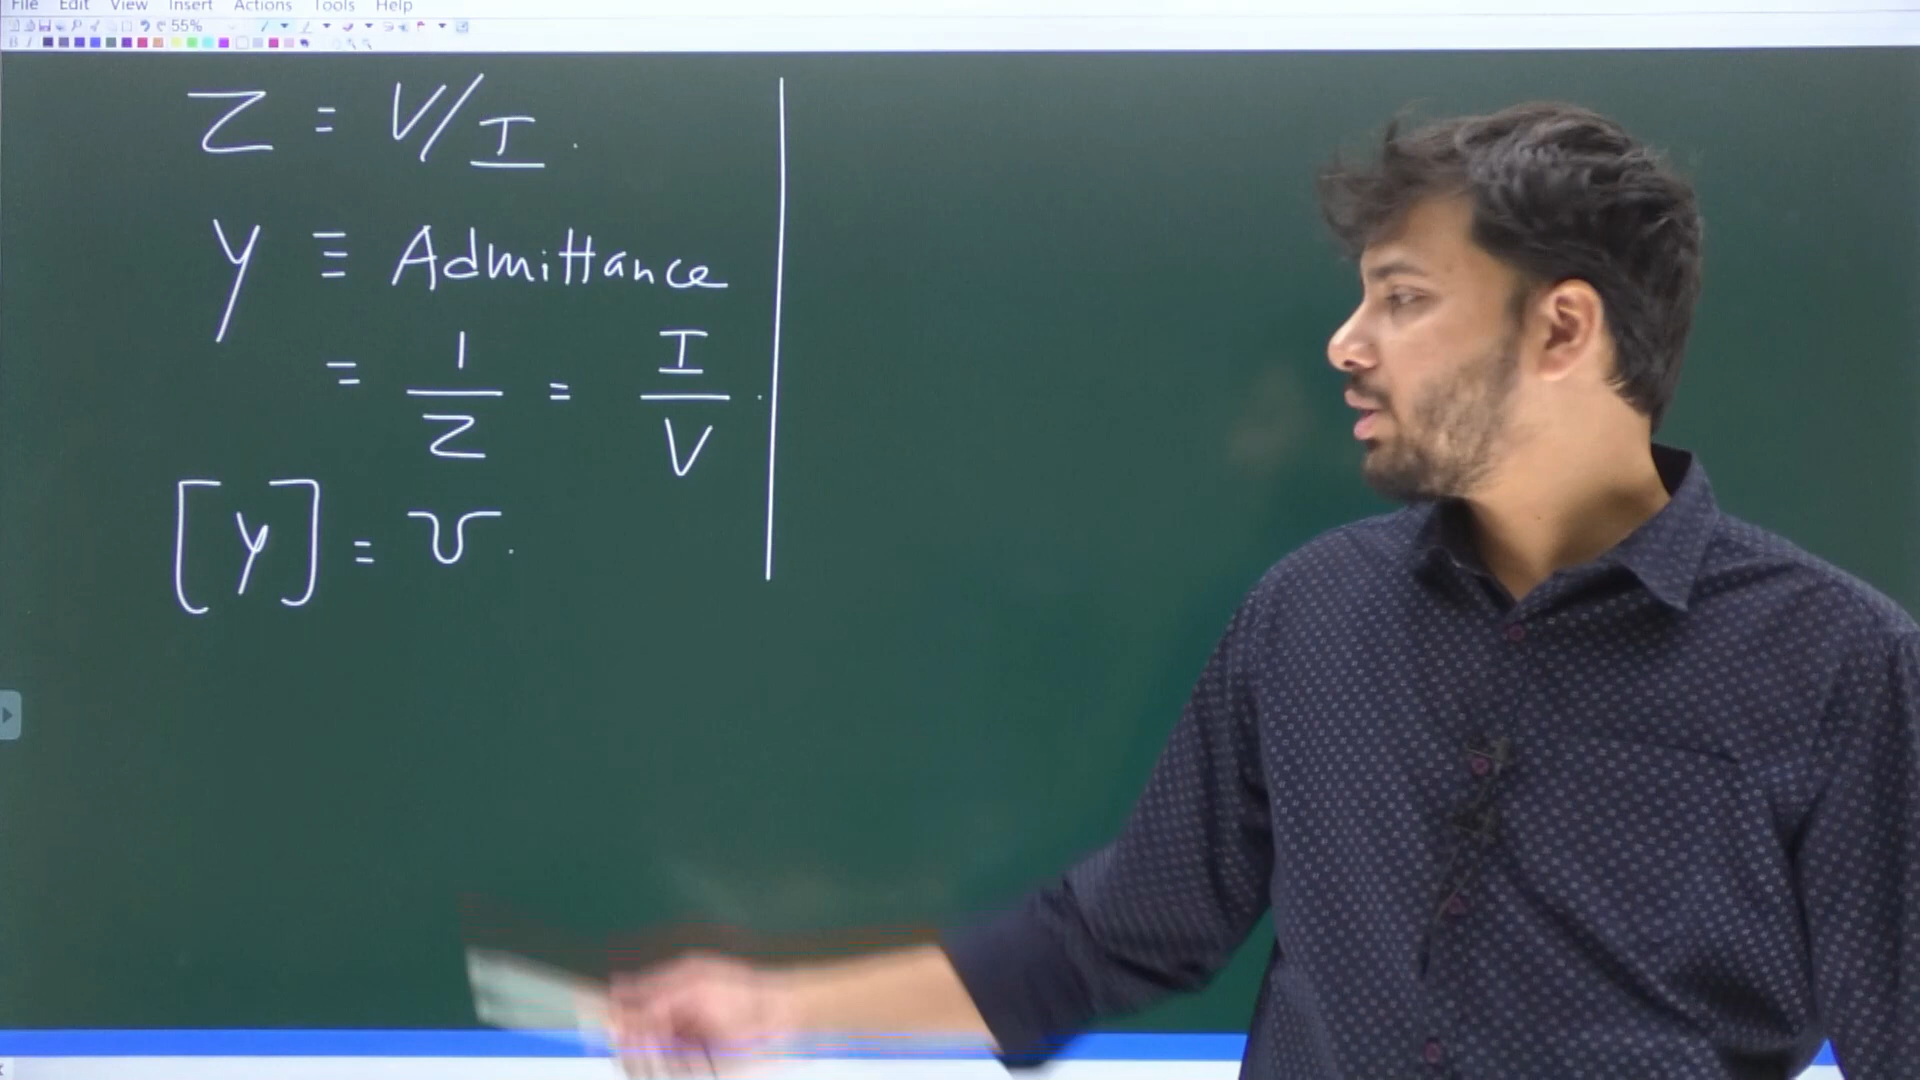 File Edit View Insert Actions Tools Help
55%
Z = V/I.
Y ≡ Admittance
= 1/Z = I/V.
[Y] = ℧.